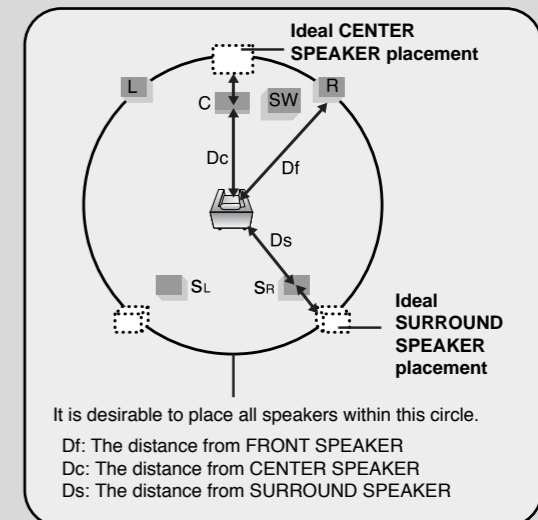 Ideal CENTER
SPEAKER placement
L
R
C
SW
Dc
Df
Ds
SL
SR
Ideal
SURROUND
SPEAKER
placement
It is desirable to place all speakers within this circle.
Df: The distance from FRONT SPEAKER
Dc: The distance from CENTER SPEAKER
Ds: The distance from SURROUND SPEAKER